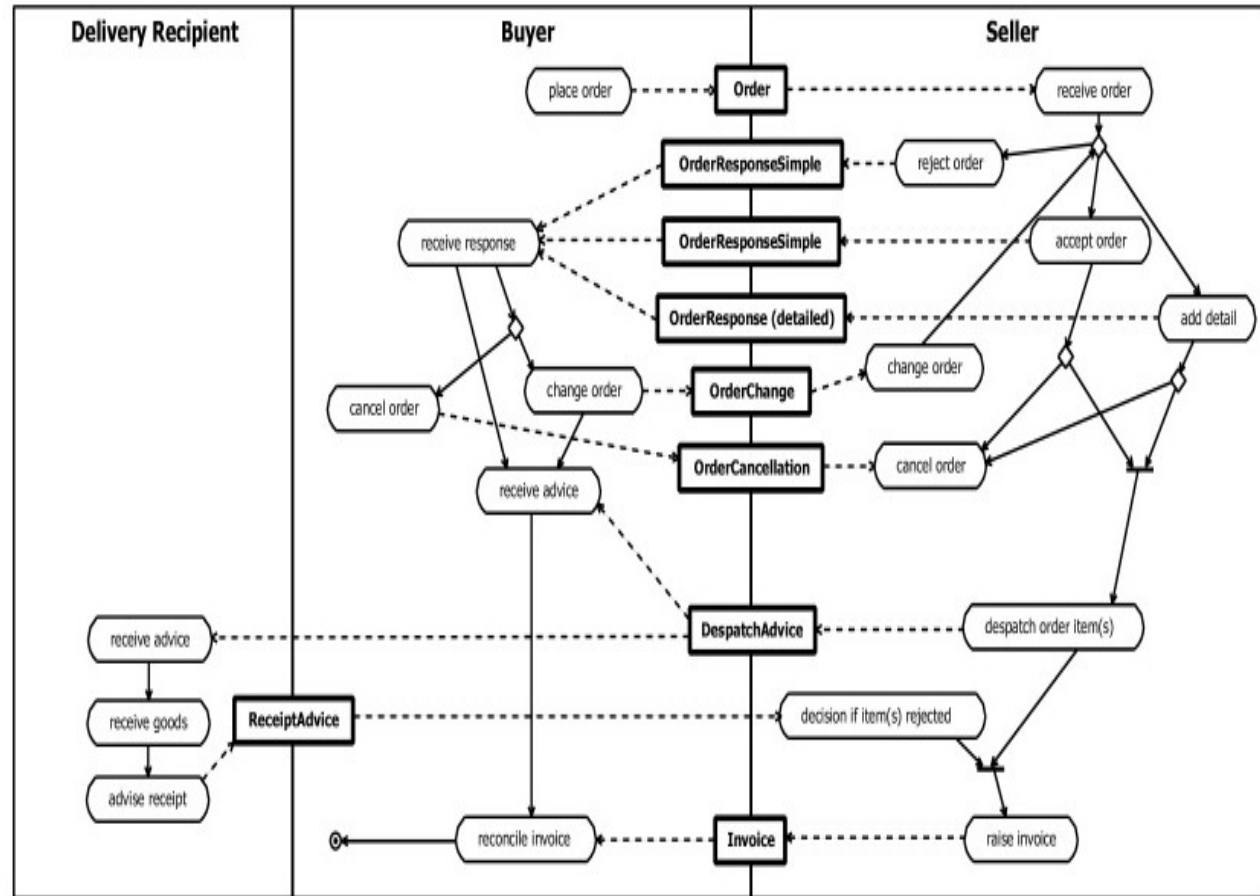 Delivery Recipient
Buyer
Seller
place order
Order
receive order
OrderResponseSimple
reject order
receive response
OrderResponseSimple
accept order
OrderResponse (detailed)
add detail
cancel order
change order
OrderChange
change order
receive advice
OrderCancellation
cancel order
receive advice
DespatchAdvice
despatch order item(s)
receive goods
ReceiptAdvice
decision if item(s) rejected
advise receipt
reconcile invoice
Invoice
raise invoice